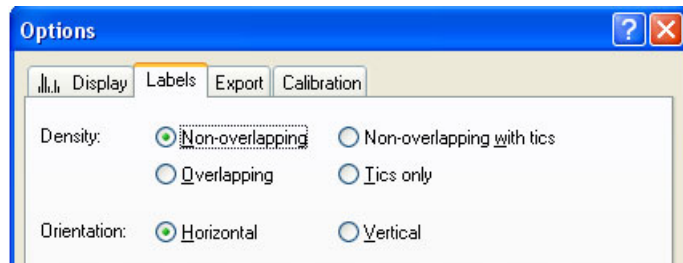 Options
Display Labels Export Calibration
Density: Non-overlapping Non-overlapping with tics
Overlapping Tics only
Orientation: Horizontal Vertical